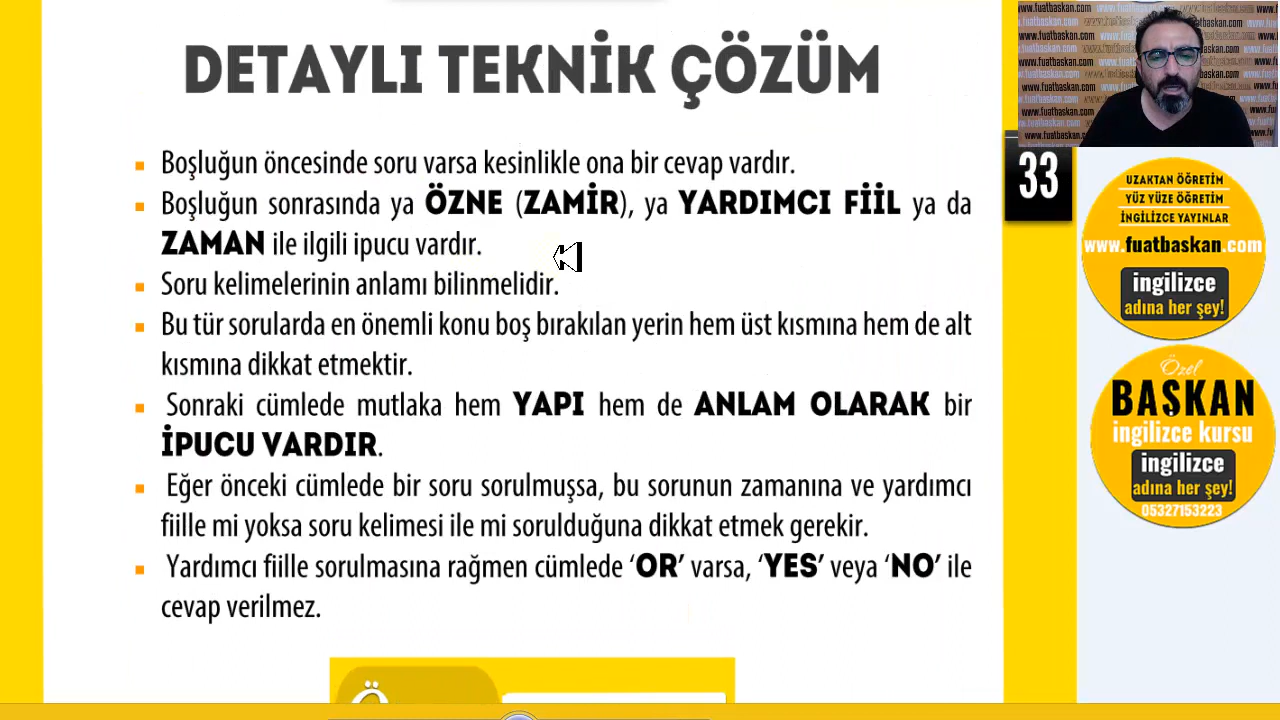 DETAYLI TEKNİK ÇÖZÜM
Boşluğun öncesinde soru varsa kesinlikle ona bir cevap vardır.
Boşluğun sonrasında ya ÖZNE (ZAMİR), ya YARDIMCI FİİL ya da
ZAMAN ile ilgili ipucu vardır.
Soru kelimelerinin anlamı bilinmelidir.
Bu tür sorularda en önemli konu boş bırakılan yerin hem üst kısmına hem de alt
kısmına dikkat etmektir.
Sonraki cümlede mutlaka hem YAPI hem de ANLAM OLARAK bir
İPUCU VARDIR.
Eğer önceki cümlede bir soru sorulmuşsa, bu sorunun zamanına ve yardımcı
fiille mi yoksa soru kelimesi ile mi sorulduğuna dikkat etmek gerekir.
Yardımcı fiille sorulmasına rağmen cümlede ‘OR’ varsa, ‘YES’ veya ‘NO’ ile
cevap verilmez.
33
UZAKTAN ÖĞRETİM
YÜZ YÜZE ÖĞRETİM
İNGİLİZCE YAYINLAR
www.fuatbaskan.com
ingilizce
adına her şey!
Özel
BAŞKAN
ingilizce kursu
ingilizce
adına her şey!
05327153223